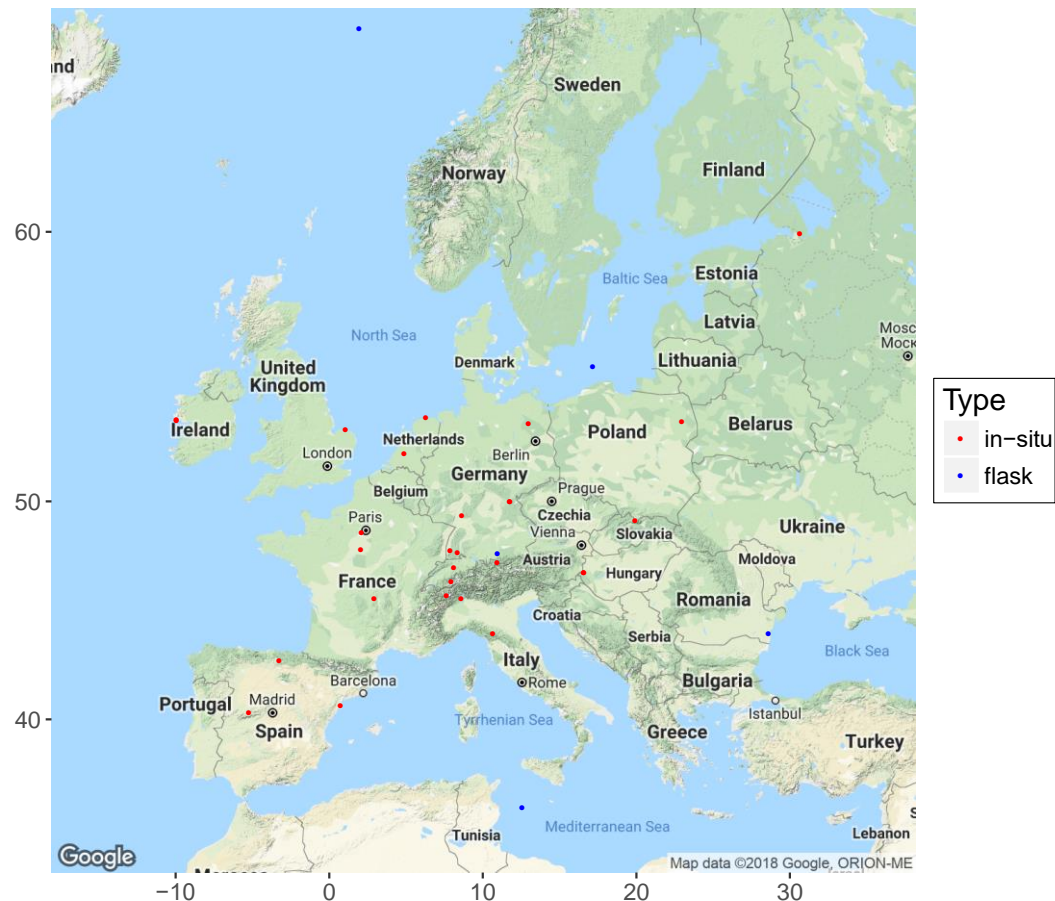 and
Sweden
Norway
Finland
60
Estonia
Baltic Sea
Latvia
North Sea
Mosc
Моск
Denmark
Lithuania
United
Kingdom
Type
in−situ
flask
Ireland
Netherlands
Poland
Belarus
London
Berlin
Germany
Belgium
Prague
50
Paris
Czechia
Ukraine
Vienna
Slovakia
Austria
Moldova
France
Hungary
Romania
Croatia
Serbia
Black Sea
Italy
Barcelona
Bulgaria
Rome
Portugal
Madrid
Istanbul
40
Tyrrhenian Sea
Spain
Greece
Turkey
S
Mediterranean Sea
Tunisia
Lebanon
Google
Map data ©2018 Google, ORION-ME
−10
0
10
20
30